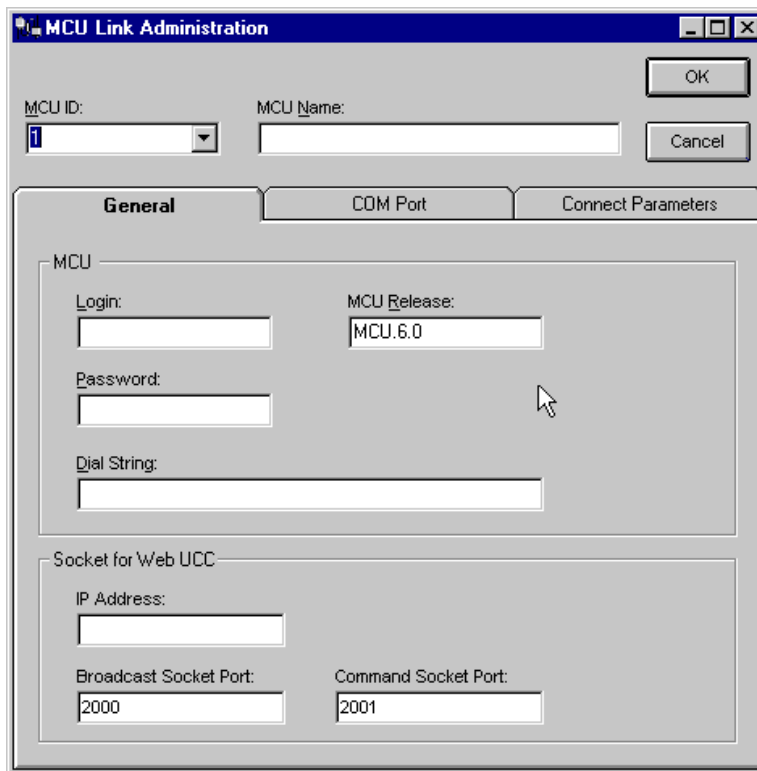 MCU Link Administration
OK
MCU ID:
MCU Name:
1
Cancel
General
COM Port
Connect Parameters
MCU
Login:
MCU Release:
MCU.6.0
Password:
Dial String:
Socket for Web UCC
IP Address:
Broadcast Socket Port:
Command Socket Port:
2000
2001